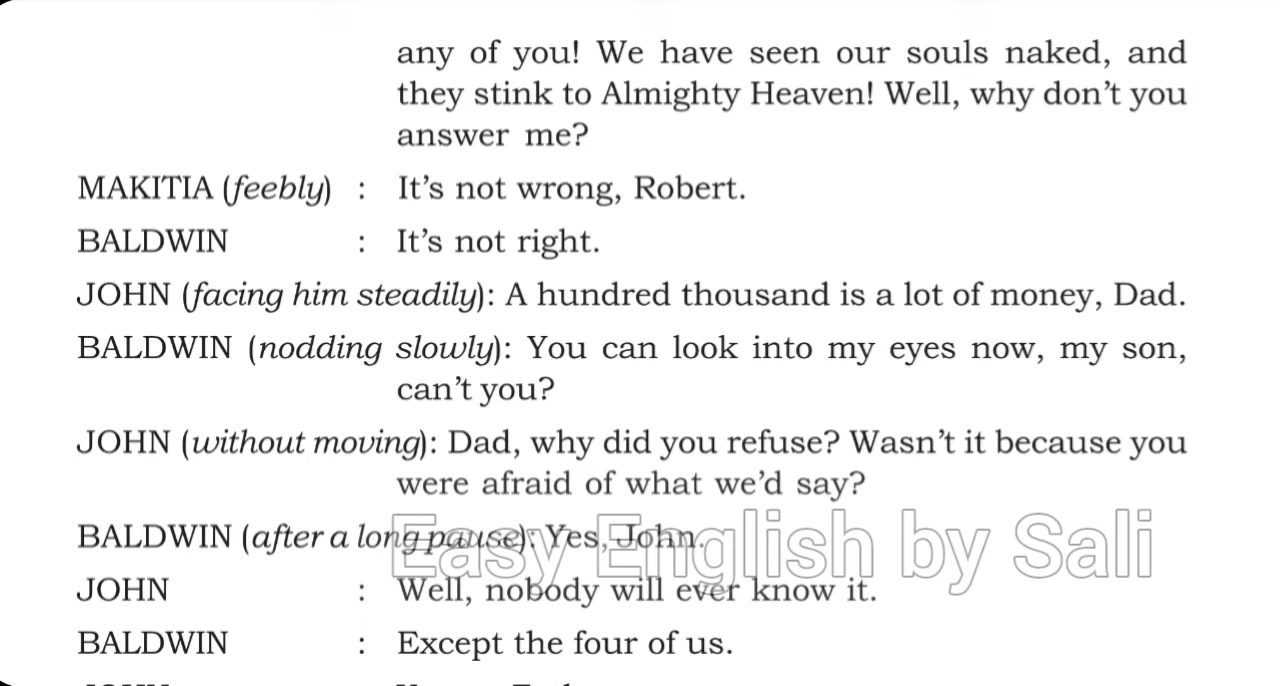 any of you! We have seen our souls naked, and
they stink to Almighty Heaven! Well, why don't you
answer me?
MAKITIA (feebly) : It's not wrong, Robert.
BALDWIN : It's not right.
JOHN (facing him steadily): A hundred thousand is a lot of money, Dad.
BALDWIN (nodding slowly): You can look into my eyes now, my son,
can't you?
JOHN (without moving): Dad, why did you refuse? Wasn't it because you
were afraid of what we'd say?
BALDWIN (after a long pause): Yes, John.
Easy English by Sali
JOHN : Well, nobody will ever know it.
BALDWIN : Except the four of us.